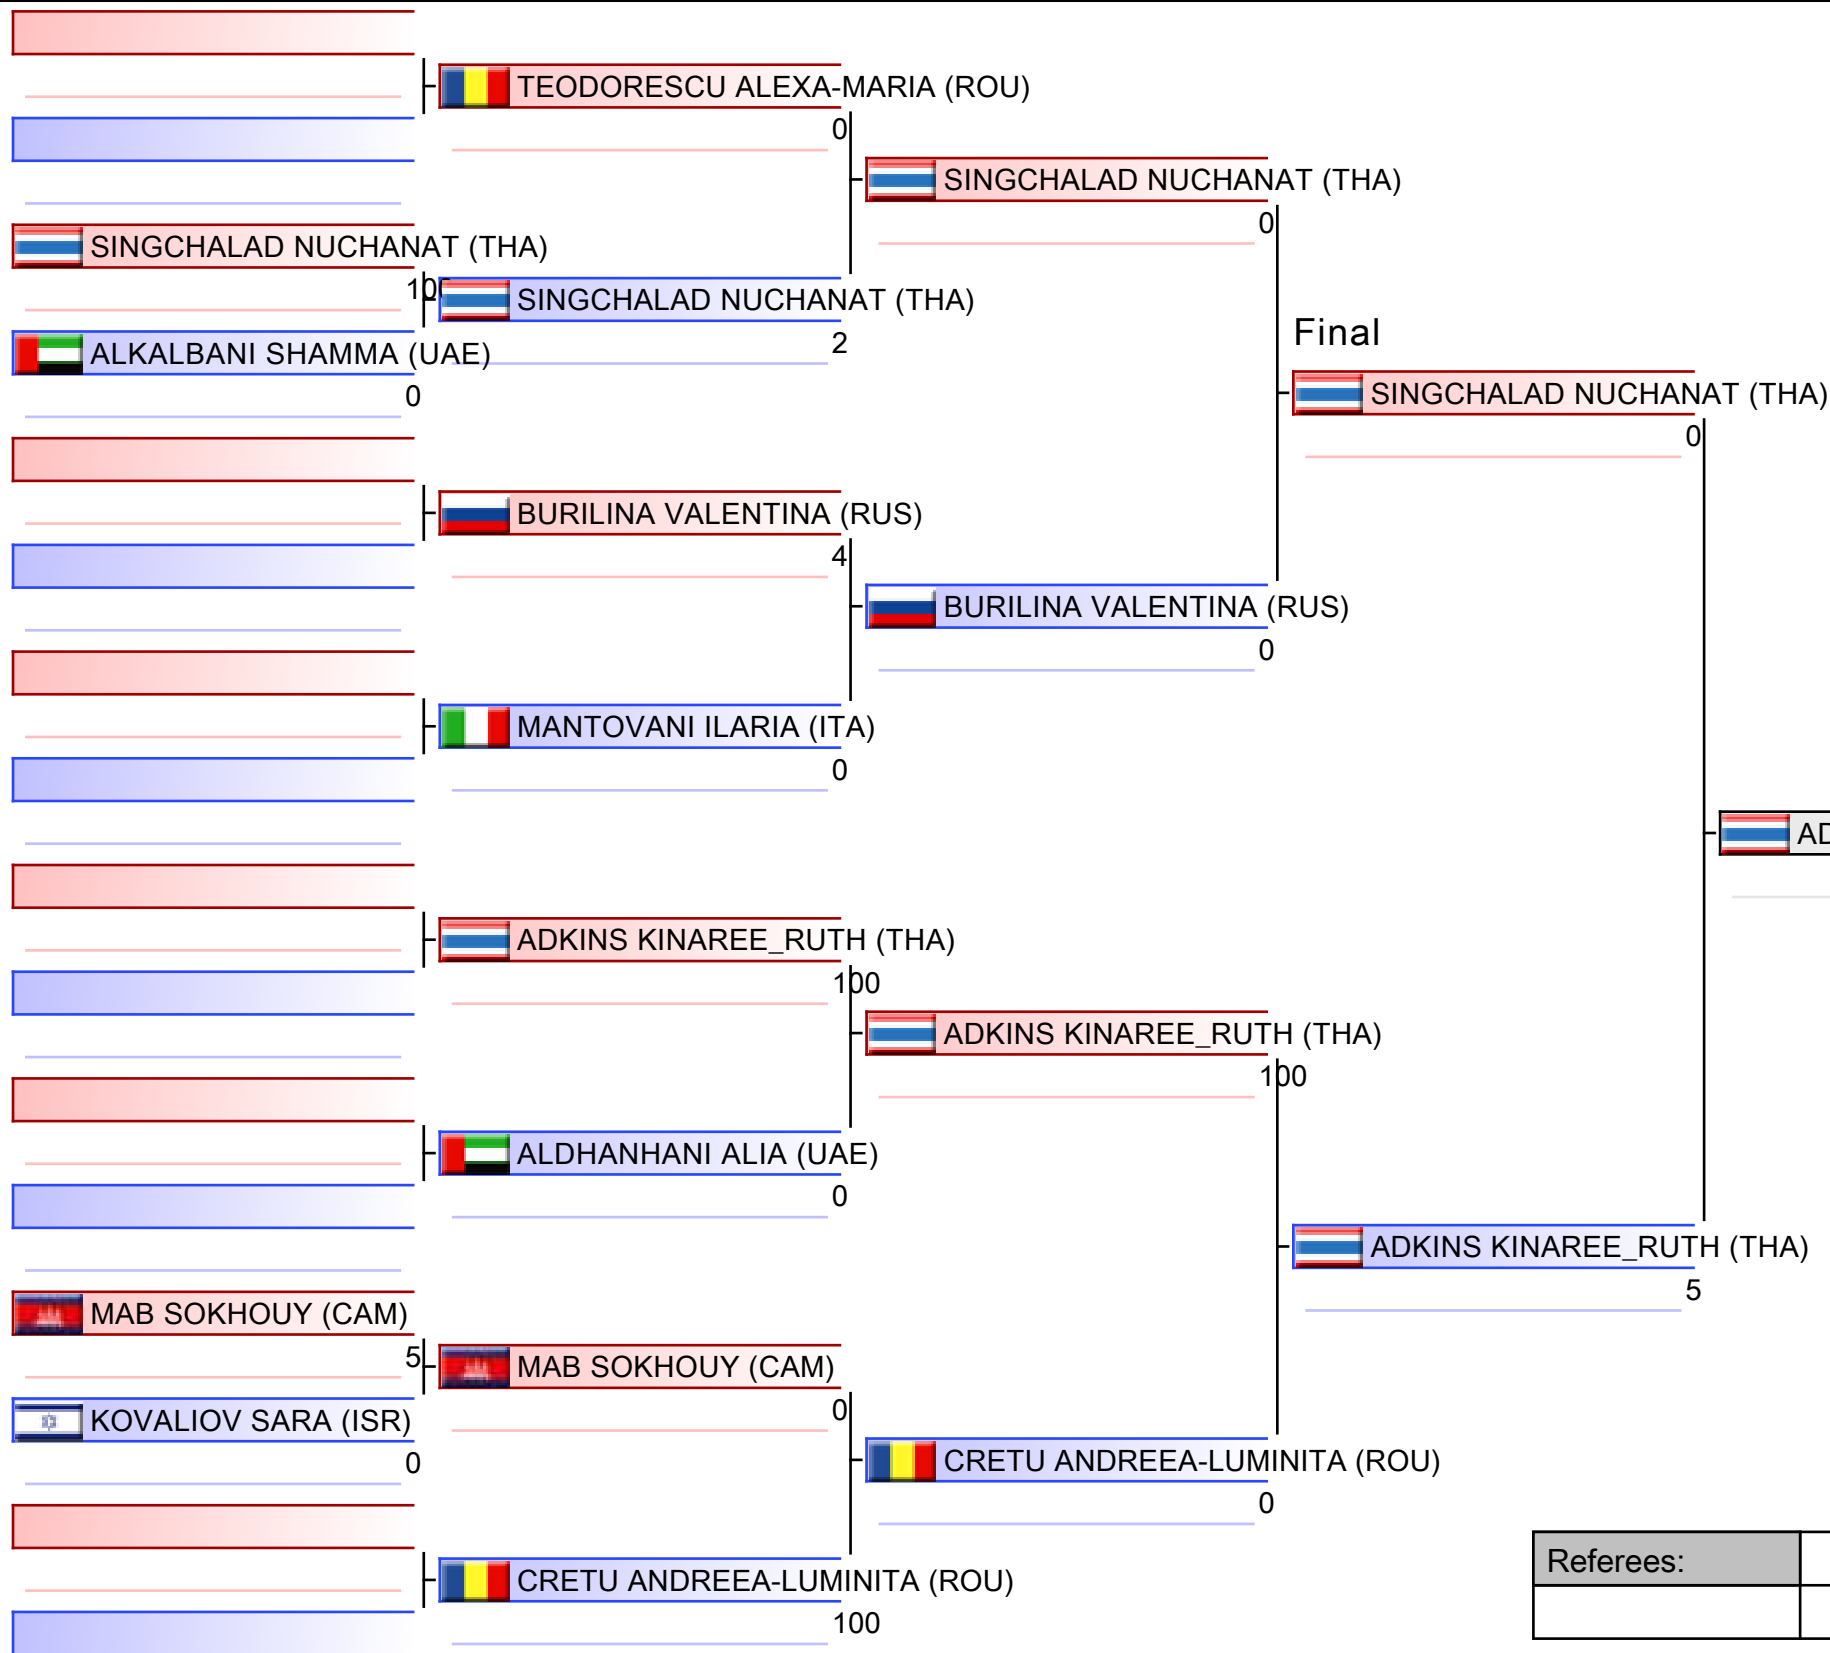 TEODORESCU ALEXA-MARIA (ROU)
0
SINGCHALAD NUCHANAT (THA)
0
SINGCHALAD NUCHANAT (THA)
100
SINGCHALAD NUCHANAT (THA)
2
ALKALBANI SHAMMA (UAE)
0
Final
SINGCHALAD NUCHANAT (THA)
0
BURILINA VALENTINA (RUS)
4
BURILINA VALENTINA (RUS)
0
MANTOVANI ILARIA (ITA)
0
AD
ADKINS KINAREE_RUTH (THA)
100
ADKINS KINAREE_RUTH (THA)
100
ALDHANHANI ALIA (UAE)
0
ADKINS KINAREE_RUTH (THA)
5
MAB SOKHOUY (CAM)
5
MAB SOKHOUY (CAM)
0
KOVALIOV SARA (ISR)
0
CRETU ANDREEA-LUMINITA (ROU)
0
CRETU ANDREEA-LUMINITA (ROU)
100
Referees: